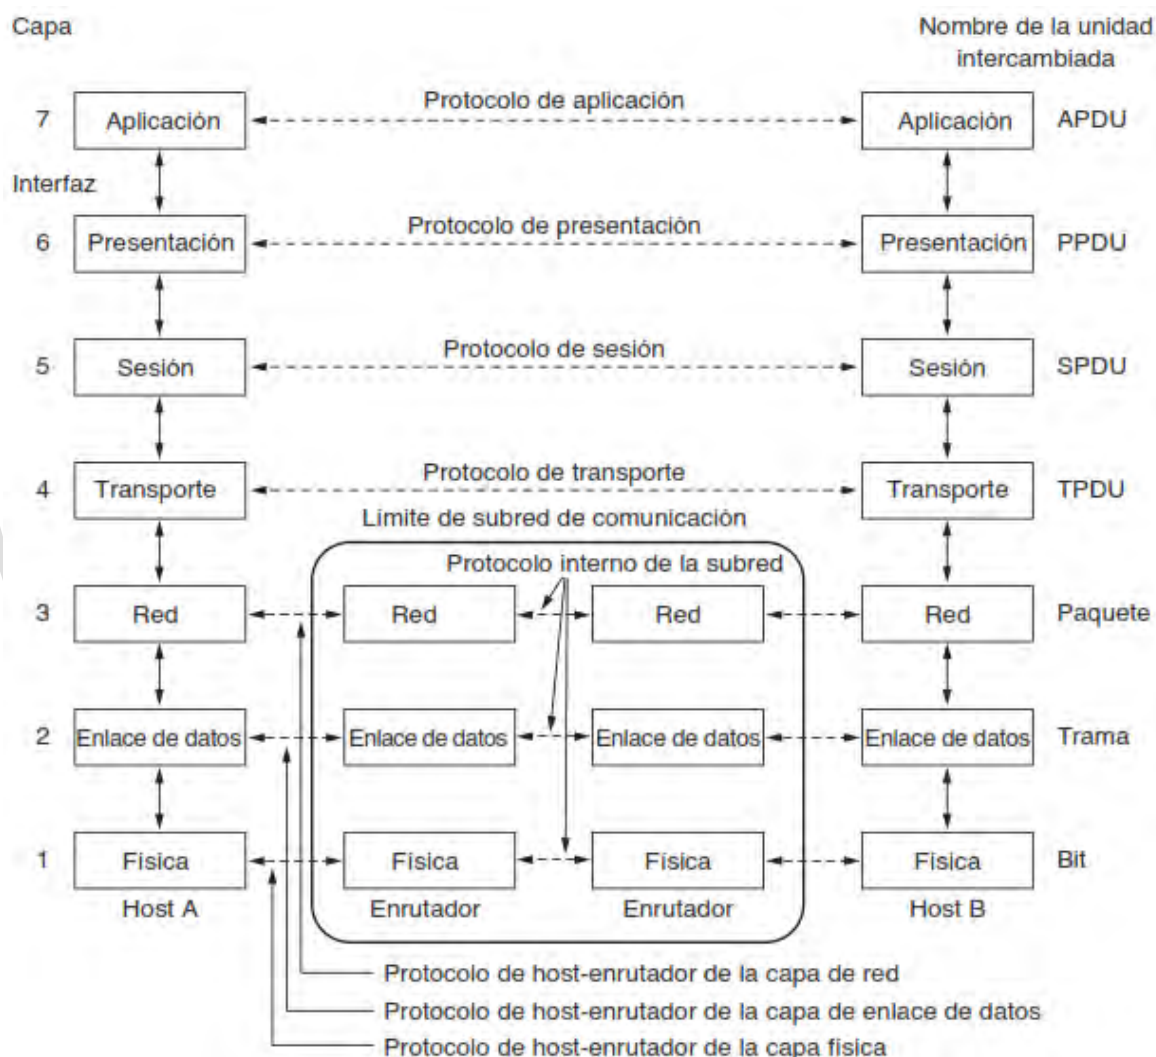 Capa
Nombre de la unidad
intercambiada
7 Aplicación Protocolo de aplicación Aplicación APDU
Interfaz
6 Presentación Protocolo de presentación Presentación PPDU
5 Sesión Protocolo de sesión Sesión SPDU
4 Transporte Protocolo de transporte Transporte TPDU
Límite de subred de comunicación
Protocolo interno de la subred
3 Red Red Red Red Paquete
2 Enlace de datos Enlace de datos Enlace de datos Enlace de datos Trama
1 Física Física Física Física Bit
Host A Enrutador Enrutador Host B
Protocolo de host-enrutador de la capa de red
Protocolo de host-enrutador de la capa de enlace de datos
Protocolo de host-enrutador de la capa física